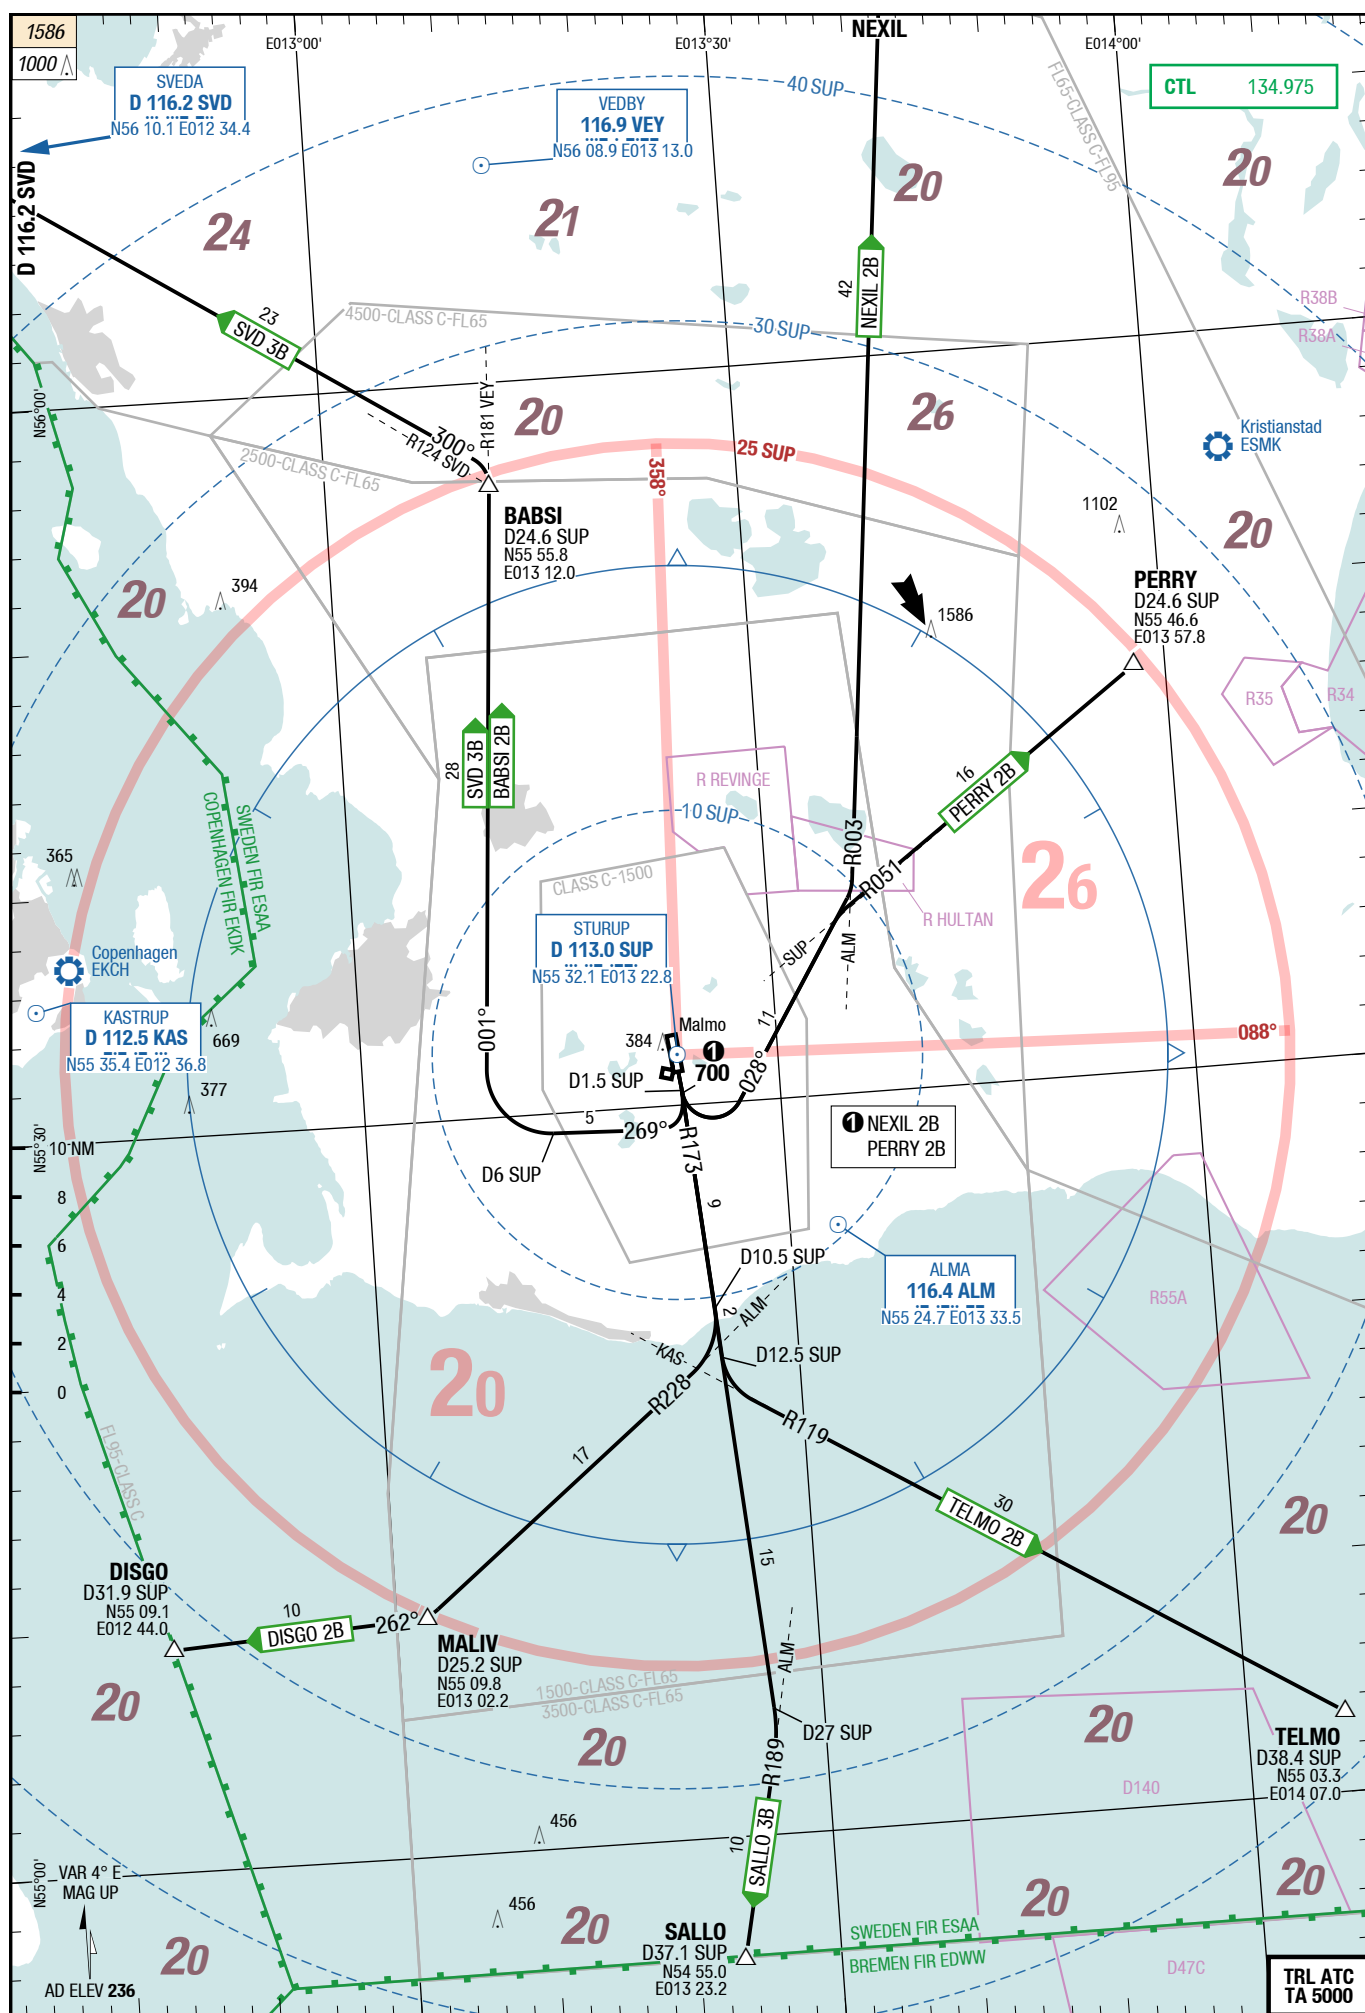 1586
1000
E013°00'
E013°30'
NEXIL
E014°00'
SVEDA
D 116.2 SVD
N56 10.1 E012 34.4
VEDBY
116.9 VEY
N56 08.9 E013 13.0
40 SUP
FL65-CLASS C-FL95
CTL 134.975
D 116.2 SVD
24
21
20
20
23
SVD 3B
4500-CLASS C-FL65
30 SUP
42
NEXIL 2B
R38B
R38A
N56°00'
300°
R124 SVD
R181 VEY
20
26
2500-CLASS C-FL65
358°
25 SUP
Kristianstad
ESMK
BABSI
D24.6 SUP
N55 55.8
E013 12.0
1102
20
20
394
1586
PERRY
D24.6 SUP
N55 46.6
E013 57.8
R35
R34
28
SVD 3B
BABSI 2B
R REVINGE
10 SUP
16
PERRY 2B
SWEDEN FIR ESAA
COPENHAGEN FIR EKDK
365
CLASS C-1500
R003
R051
26
R HULTAN
STURUP
D 113.0 SUP
N55 32.1 E013 22.8
SUP
ALM
Copenhagen
EKCH
KASTRUP
D 112.5 KAS
N55 35.4 E012 36.8
669
377
001°
384
Malmo
1
700
11
028°
088°
D1.5 SUP
5
269°
R173
D6 SUP
1 NEXIL 2B
PERRY 2B
N55°30'
10 NM
8
6
4
2
0
9
D10.5 SUP
ALMA
116.4 ALM
N55 24.7 E013 33.5
R55A
2
ALM
KAS
D12.5 SUP
20
R228
R119
17
30
TELMO 2B
FL95-CLASS C
20
15
DISGO
D31.9 SUP
N55 09.1
E012 44.0
10
DISGO 2B
262°
MALIV
D25.2 SUP
N55 09.8
E013 02.2
1500-CLASS C-FL65
3500-CLASS C-FL65
ALM
D27 SUP
20
20
20
TELMO
D38.4 SUP
N55 03.3
E014 07.0
D140
R189
10
SALLO 3B
456
N55°00'
VAR 4° E
MAG UP
456
20
20
20
20
SALLO
D37.1 SUP
N54 55.0
E013 23.2
SWEDEN FIR ESAA
BREMEN FIR EDWW
D47C
AD ELEV 236
TRL ATC
TA 5000